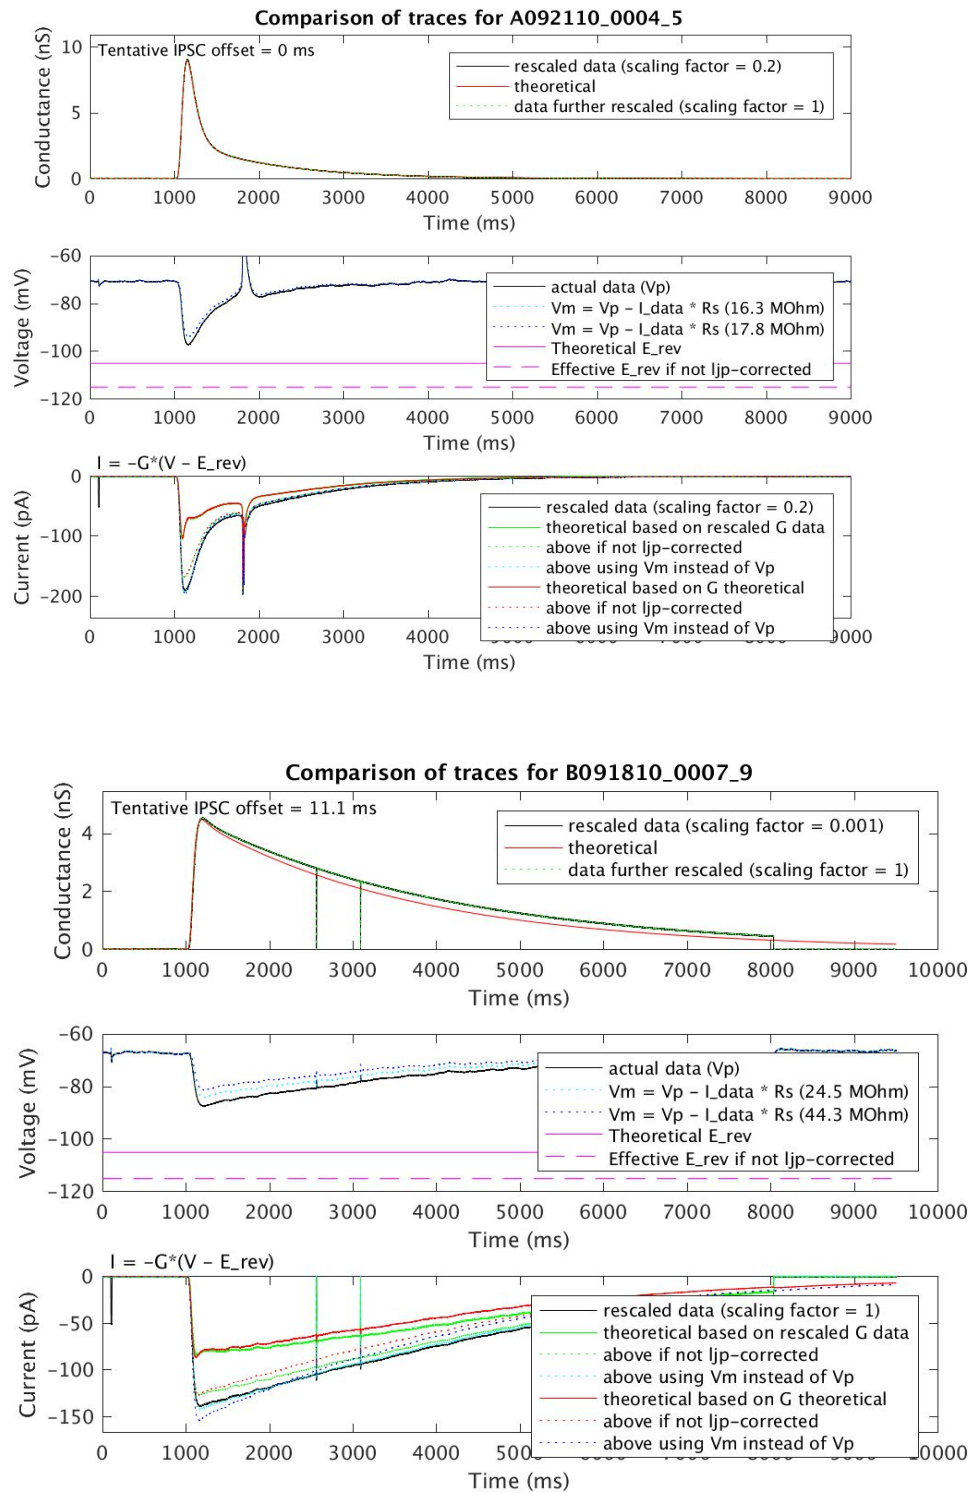 Comparison of traces for A092110_0004_5
Conductance (nS)
10
5
0
Tentative IPSC offset = 0 ms
rescaled data (scaling factor = 0.2)
theoretical
data further rescaled (scaling factor = 1)
0 1000 2000 3000 4000 5000 6000 7000 8000 9000
Time (ms)
Voltage (mV)
−60
−80
−100
−120
actual data (Vp)
Vm = Vp − I_data * Rs (16.3 MOhm)
Vm = Vp − I_data * Rs (17.8 MOhm)
Theoretical E_rev
Effective E_rev if not ljp−corrected
0 1000 2000 3000 4000 5000 6000 7000 8000 9000
Time (ms)
I = −G*(V − E_rev)
Current (pA)
0
−100
−200
rescaled data (scaling factor = 0.2)
theoretical based on rescaled G data
above if not ljp−corrected
above using Vm instead of Vp
theoretical based on G theoretical
above if not ljp−corrected
above using Vm instead of Vp
0 1000 2000 3000 4000 5000 6000 7000 8000 9000
Time (ms)
Comparison of traces for B091810_0007_9
Conductance (nS)
4
2
0
Tentative IPSC offset = 11.1 ms
rescaled data (scaling factor = 0.001)
theoretical
data further rescaled (scaling factor = 1)
0 1000 2000 3000 4000 5000 6000 7000 8000 9000 10000
Time (ms)
Voltage (mV)
−60
−80
−100
−120
actual data (Vp)
Vm = Vp − I_data * Rs (24.5 MOhm)
Vm = Vp − I_data * Rs (44.3 MOhm)
Theoretical E_rev
Effective E_rev if not ljp−corrected
0 1000 2000 3000 4000 5000 6000 7000 8000 9000 10000
Time (ms)
I = −G*(V − E_rev)
Current (pA)
0
−50
−100
−150
rescaled data (scaling factor = 1)
theoretical based on rescaled G data
above if not ljp−corrected
above using Vm instead of Vp
theoretical based on G theoretical
above if not ljp−corrected
above using Vm instead of Vp
0 1000 2000 3000 4000 5000 6000 7000 8000 9000 10000
Time (ms)